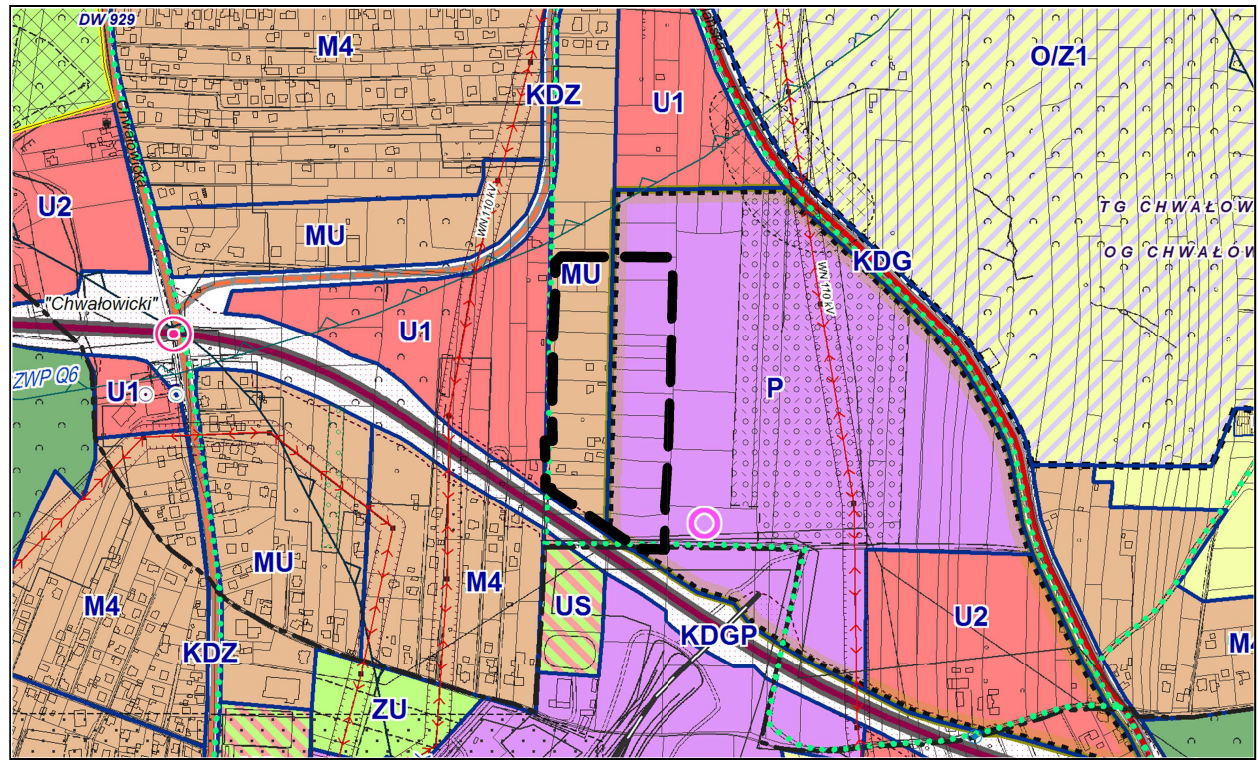 DW 929
M4
O/Z1
KDZ
U1
Chwałowicka
U2
WN 110 kV
TG CHWAŁOW
MU
OG CHWAŁOW
KDG
MU
WN 110 kV
"Chwałowicki"
U1
ZWP Q6
U1
P
MU
M4
M4
US
U2
KDGP
KDZ
M4
ZU